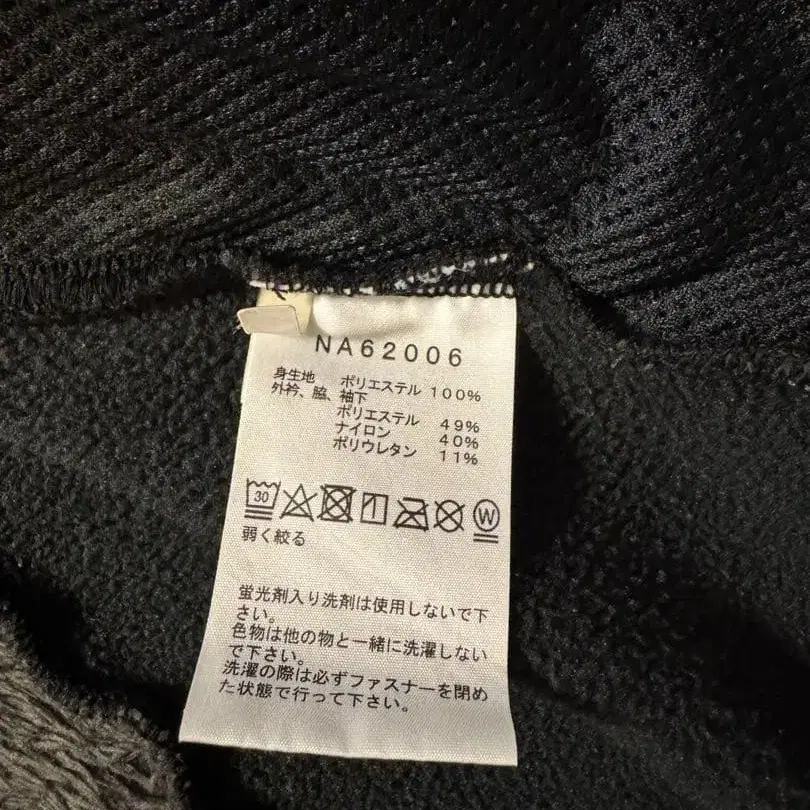 NA62006
身生地 ポリエステル 100%
外衿、脇、袖下
ポリエステル 49%
ナイロン 40%
ポリウレタン 11%
30 W
弱く絞る
蛍光剤入り洗剤は使用しないで下
さい。
色物は他の物と一緒に洗濯しない
で下さい。
洗濯の際は必ずファスナーを閉め
た状態で行って下さい。